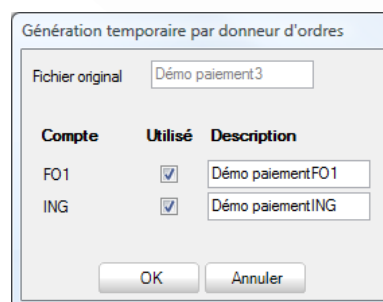 Génération temporaire par donneur d'ordres
Fichier original Démo paiement3
Compte Utilisé Description
FO1 Démo paiementFO1
ING Démo paiementING
OK Annuler